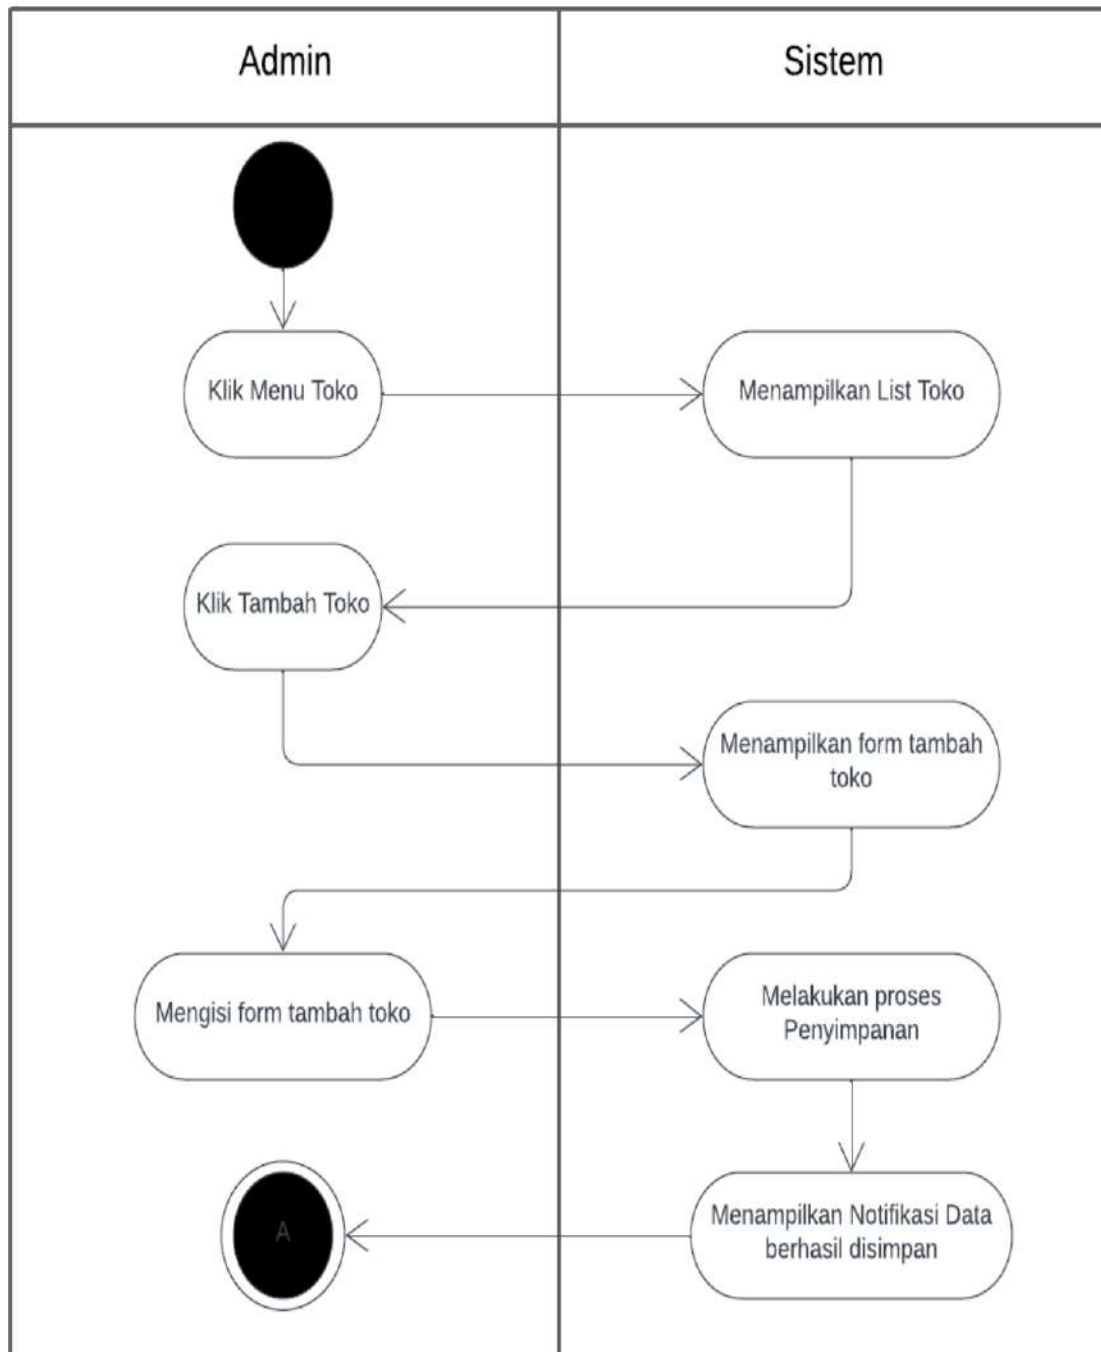 Admin
Sistem
Klik Menu Toko
Menampilkan List Toko
Klik Tambah Toko
Menampilkan form tambah
toko
Mengisi form tambah toko
Melakukan proses
Penyimpanan
Menampilkan Notifikasi Data
berhasil disimpan
A